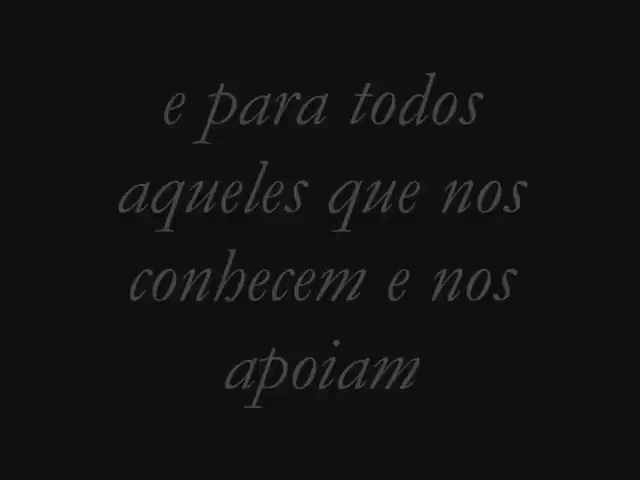 e para todos
aqueles que nos
conhecem e nos
apoiam